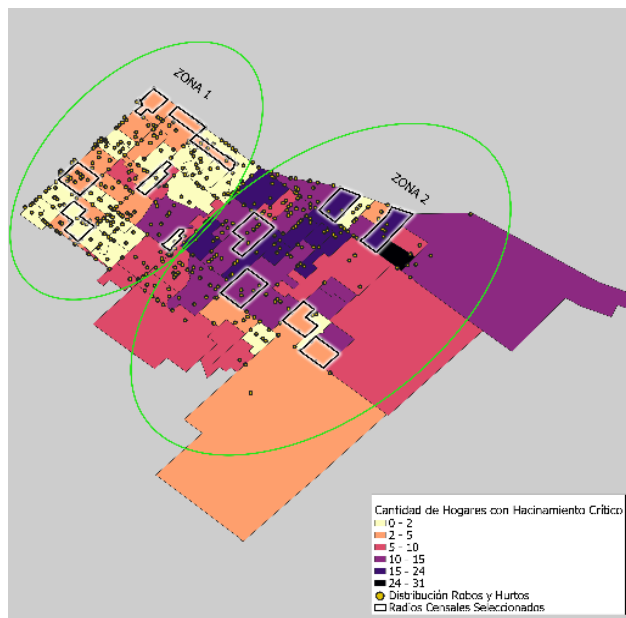 ZONA 1
ZONA 2
Cantidad de Hogares con Hacinamiento Crítico
0 - 2
2 - 5
5 - 10
10 - 15
15 - 24
24 - 31
Distribución Robos y Hurtos
Radios Censales Seleccionados